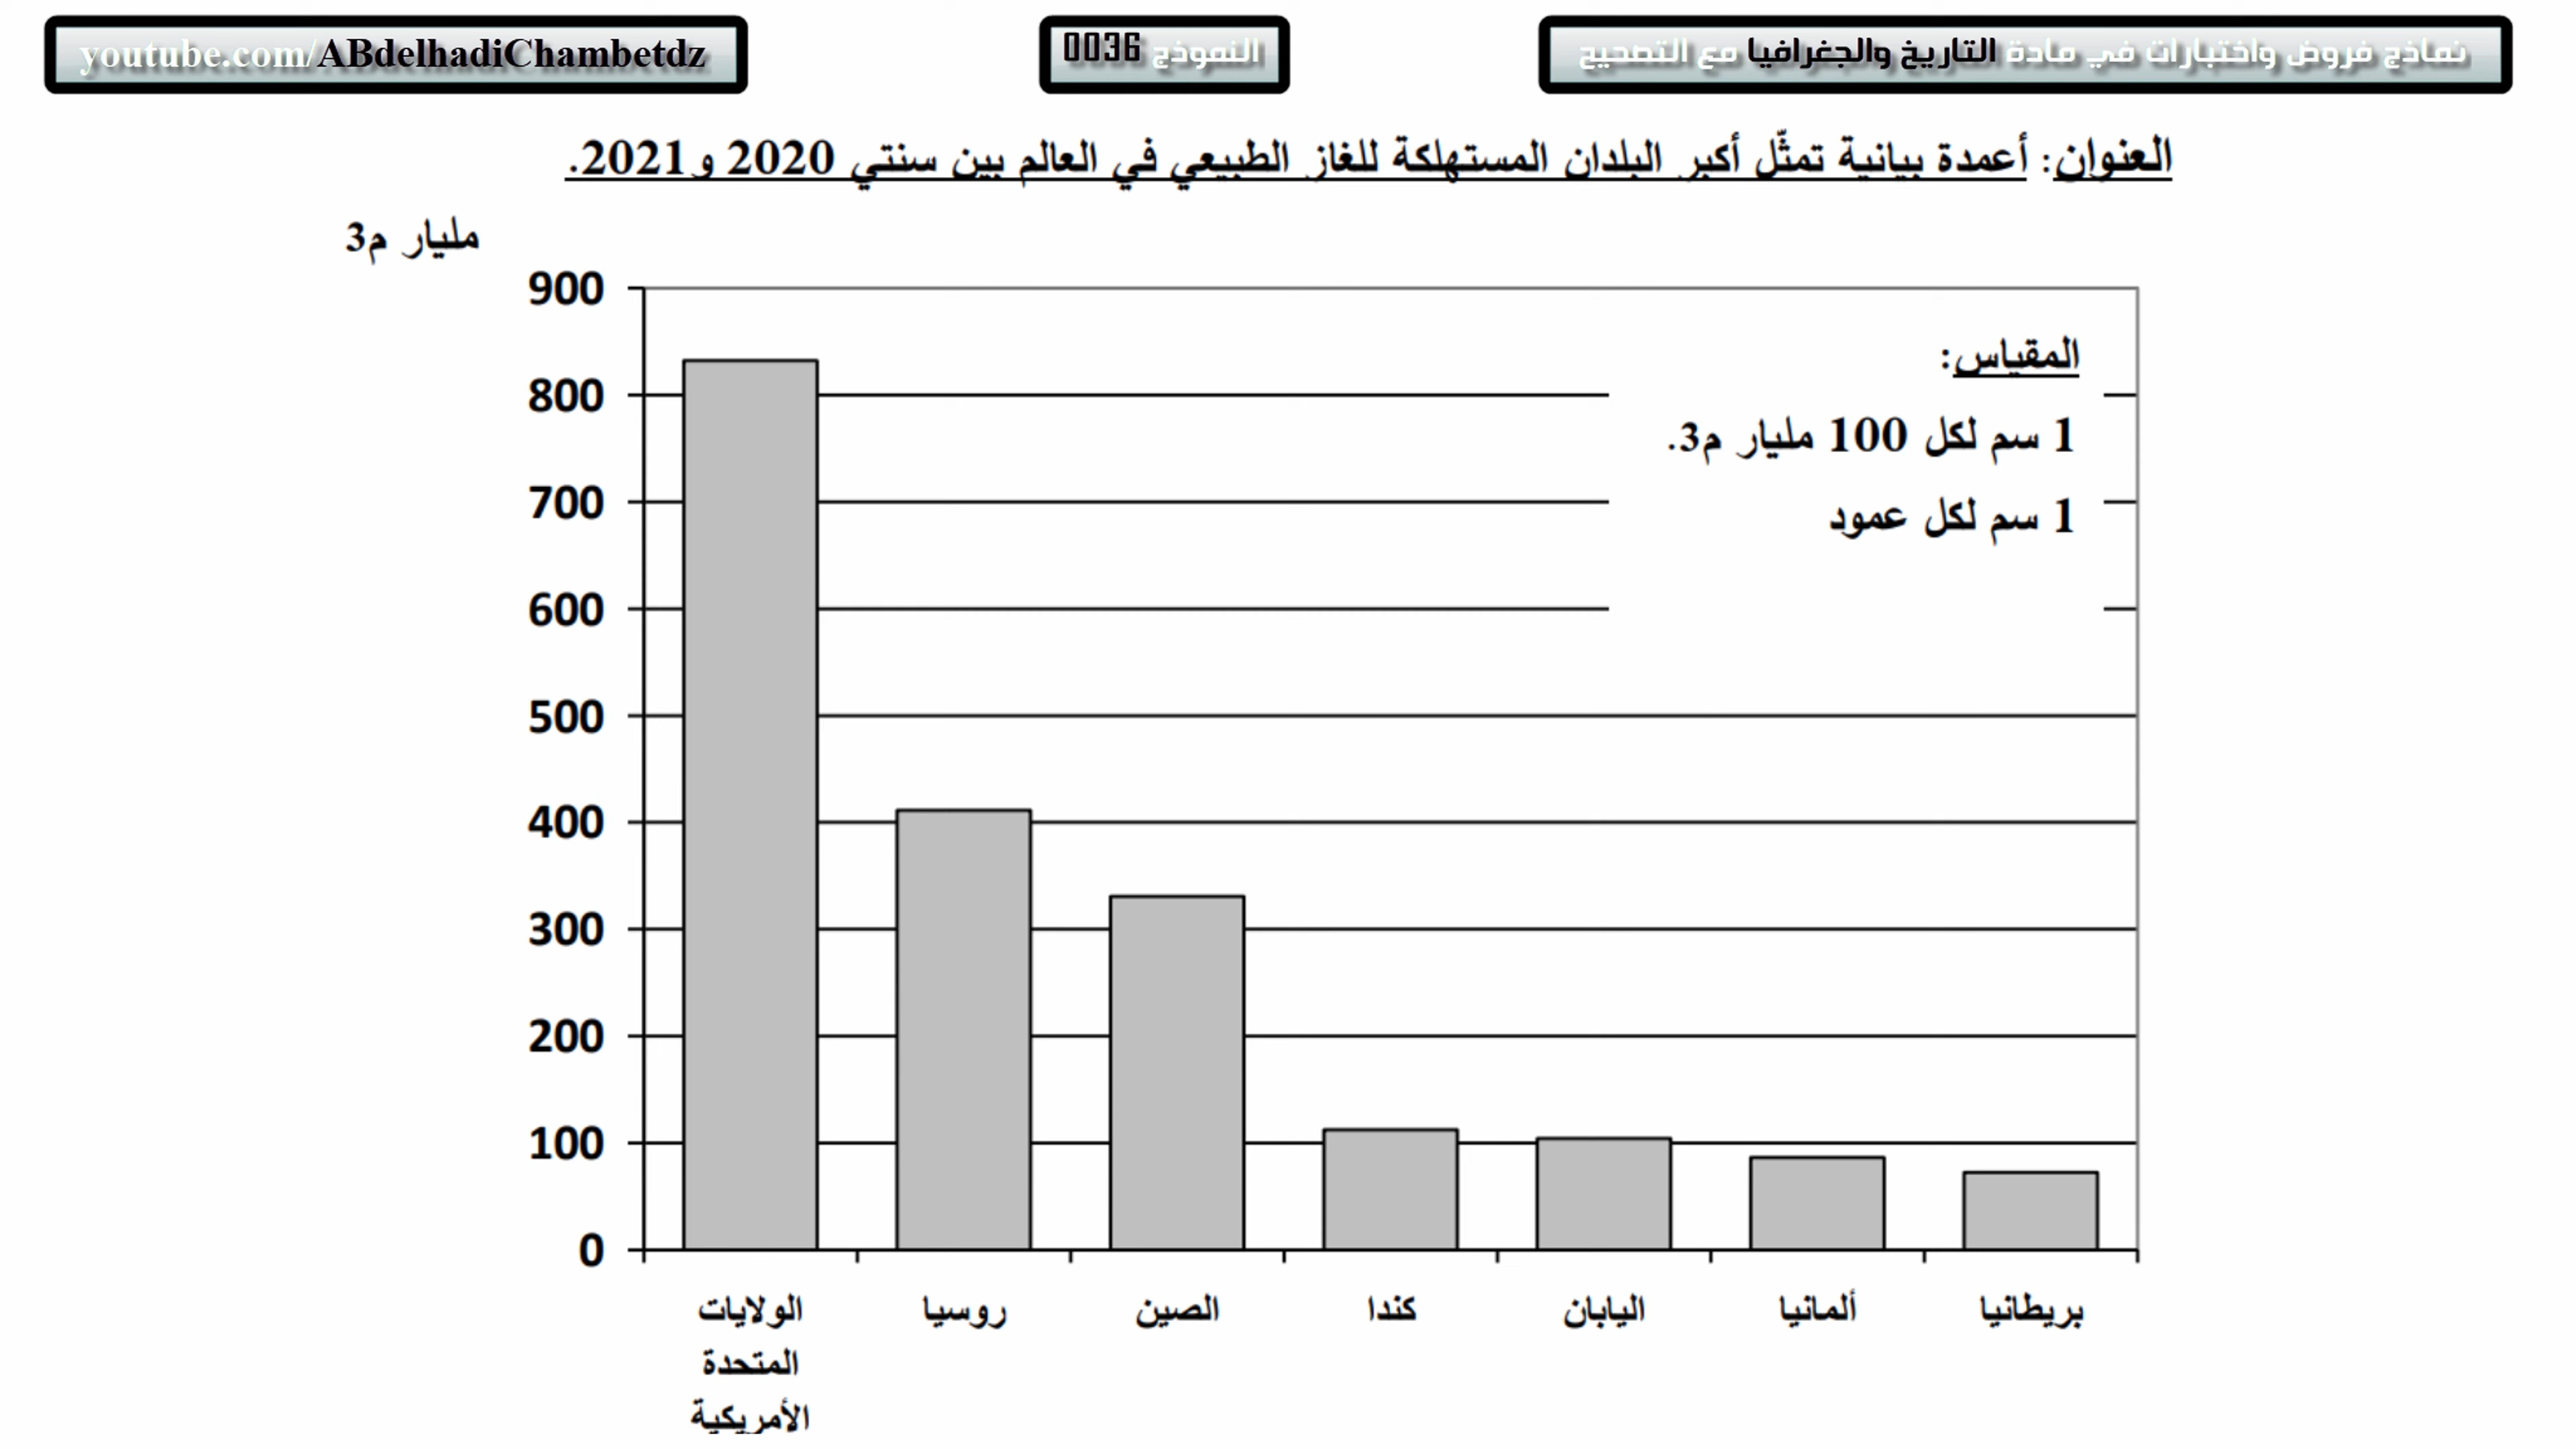 نماذج فروض واختبارات في مادة التاريخ والجغرافيا مع التصحيح
النموذج 0036
youtube.com/ABdelhadiChambetdz
العنوان: أعمدة بيانية تمثّل أكبر البلدان المستهلكة للغاز الطبيعي في العالم بين سنتي 2020 و2021.
مليار م3
900
800
700
600
500
400
300
200
100
0
المقياس:
1 سم لكل 100 مليار م3.
1 سم لكل عمود
الولايات
المتحدة
الأمريكية
روسيا
الصين
كندا
اليابان
ألمانيا
بريطانيا